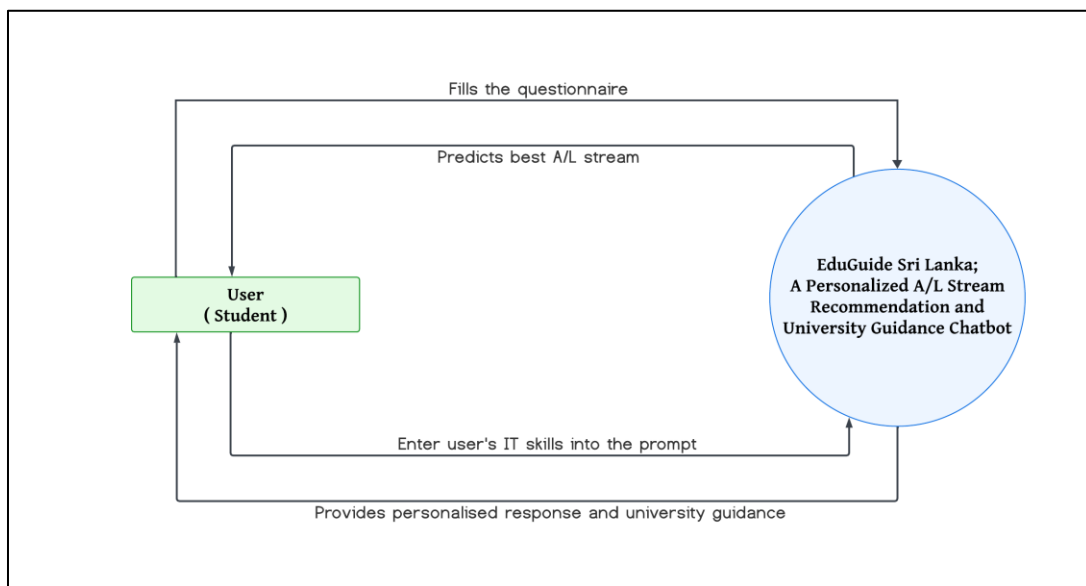 Fills the questionnaire
Predicts best A/L stream
EduGuide Sri Lanka;
A Personalized A/L Stream
Recommendation and
University Guidance Chatbot
User
( Student )
Enter user's IT skills into the prompt
Provides personalised response and university guidance